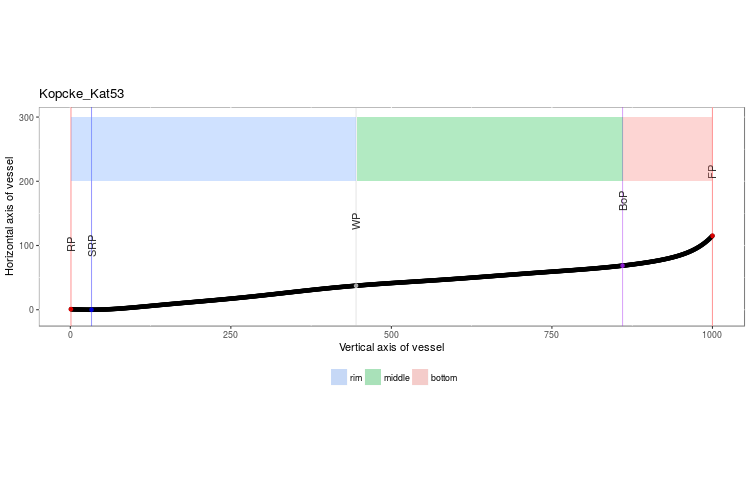 Kopcke_Kat53
300
200
100
0
Horizontal axis of vessel
RP
SRP
WP
BoP
EP
0
250
500
750
1000
Vertical axis of vessel
rim
middle
bottom